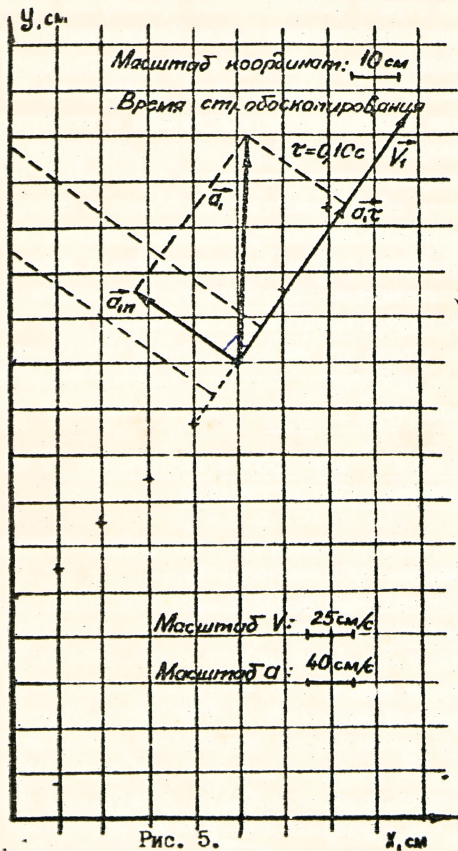 У, см
Масштаб координат: 10 см
Время стробоскопирования
τ=0,10с
V₁
a₁
a₁τ
a₁n
Масштаб V: 25 см/с
Масштаб a: 40 см/с
Рис. 5.
X, см